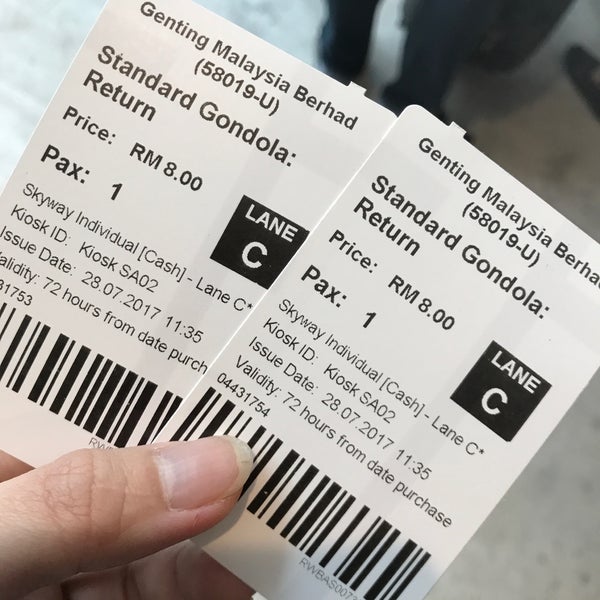 Genting Malaysia Berhad
(58019-U)
Standard Gondola:
Return
Price: RM 8.00
Pax: 1
LANE
C
Skyway Individual [Cash] - Lane C*
Kiosk ID: Kiosk SA02
Issue Date: 28.07.2017 11:35
alidity: 72 hours from date purch
31753
Genting Malaysia Berhad
(58019-U)
Standard Gondola:
Return
Price: RM 8.00
Pax: 1
LANE
C
Skyway Individual [Cash] - Lane C*
Kiosk ID: Kiosk SA02
Issue Date: 28.07.2017 11:35
Validity: 72 hours from date purchase
04431754